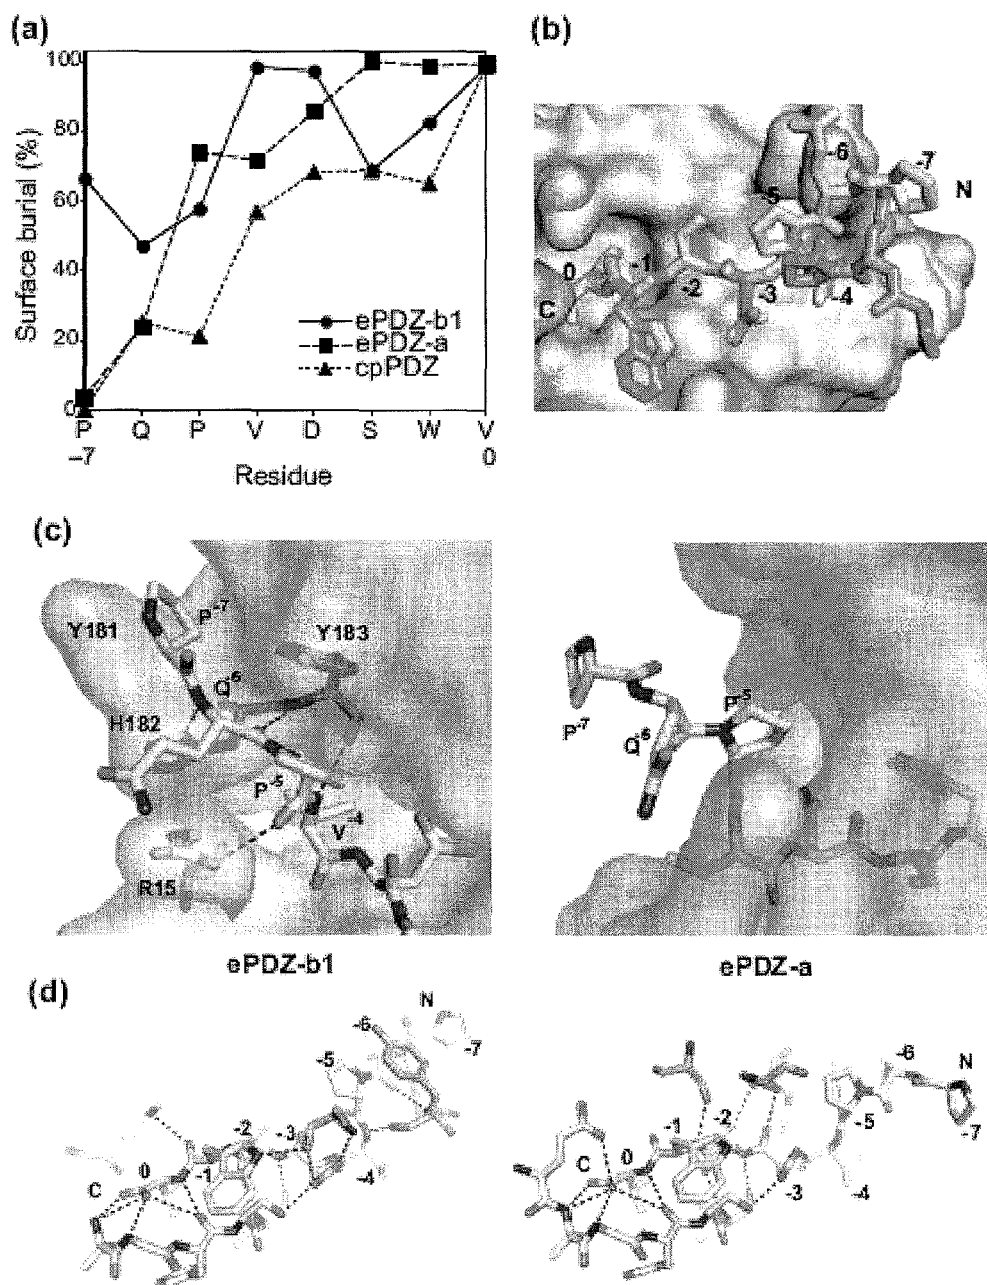 (a)
100
80
60
40
20
0
Surface burial (%)
ePDZ-b1
ePDZ-a
cpPDZ
P Q P V D S W V
–7 0
Residue
(b)
-6
-7
N
-5
0
-1
C
-2
-3
-4
(c)
Y181
P-7
Y183
Q-6
H182
P-5
V-4
R15
ePDZ-b1
P-7
Q-6
P-5
ePDZ-a
(d)
N
-6
-7
-5
-2
-3
0
-1
C
-4
-6
N
-2
-5
-7
-1
0
C
-3
-4